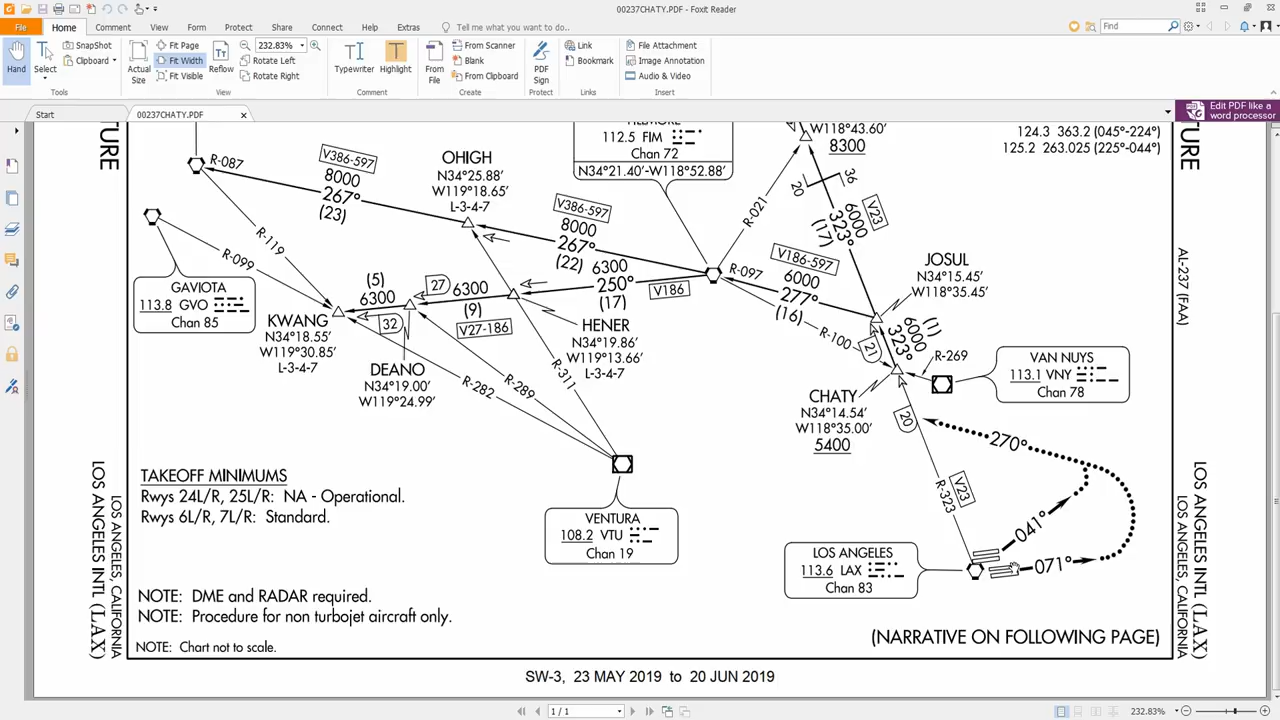 00237CHATY.PDF - Foxit Reader
File Home Comment View Form Protect Share Connect Help Extras Tell me what you want to do..
Find
Hand
Select
SnapShot
Clipboard
Actual Size
Fit Page
Fit Width
Fit Visible
Reflow
232.83%
Rotate Left
Rotate Right
Typewriter
Highlight
From File
From Scanner
Blank
From Clipboard
PDF Sign
Link
Bookmark
File Attachment
Image Annotation
Audio & Video
Tools View Comment Create Protect Links Insert
Start 00237CHATY.PDF
Edit PDF like a
word processor
TURE
TURE
112.5 FIM
Chan 72
N34°21.40'-W118°52.88'
W118°43.60'
8300
124.3 363.2 (045°-224°)
125.2 263.025 (225°-044°)
R-087
V386-597
8000
267°
(23)
OHIGH
N34°25.88'
W119°18.65'
L-3-4-7
V386-597
8000
267°
(22)
R-021
20
36
6000
323°
(17)
V23
R-119
R-099
GAVIOTA
113.8 GVO
Chan 85
(5)
6300
27
6300
(9)
V27-186
32
6300
250°
(17)
V186
R-097
V186-597
6000
277°
(16)
R-100
JOSUL
N34°15.45'
W118°35.45'
(1)
6000
323°
21
R-269
VAN NUYS
113.1 VNY
Chan 78
KWANG
N34°18.55'
W119°30.85'
L-3-4-7
DEANO
N34°19.00'
W119°24.99'
HENER
N34°19.86'
W119°13.66'
L-3-4-7
R-282
R-289
R-311
CHATY
N34°14.54'
W118°35.00'
5400
20
270°
V23
R-323
041°
071°
VENTURA
108.2 VTU
Chan 19
LOS ANGELES
113.6 LAX
Chan 83
TAKEOFF MINIMUMS
Rwys 24L/R, 25L/R: NA - Operational.
Rwys 6L/R, 7L/R: Standard.
NOTE: DME and RADAR required.
NOTE: Procedure for non turbojet aircraft only.
NOTE: Chart not to scale.
(NARRATIVE ON FOLLOWING PAGE)
AL-237 (FAA)
LOS ANGELES, CALIFORNIA
LOS ANGELES INTL (LAX)
LOS ANGELES INTL (LAX)
LOS ANGELES, CALIFORNIA
SW-3, 23 MAY 2019 to 20 JUN 2019
1 / 1
232.83%